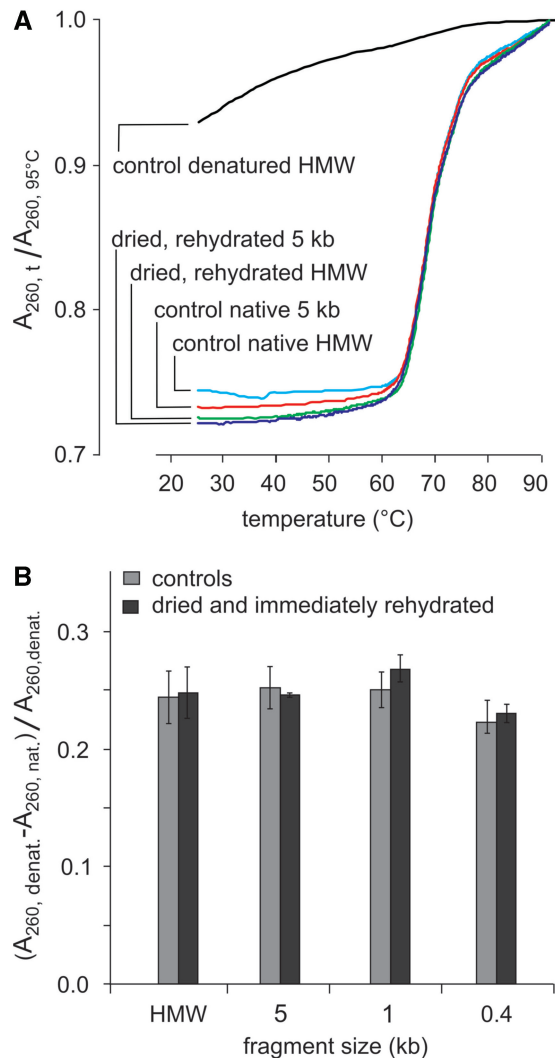 A
A260, t /A260, 95°C
1.0
0.9
0.8
0.7
control denatured HMW
dried, rehydrated 5 kb
dried, rehydrated HMW
control native 5 kb
control native HMW
20 30 40 50 60 70 80 90
temperature (°C)
B
controls
dried and immediately rehydrated
(A260, denat.-A260, nat.) / A260,denat.
0.3
0.2
0.1
0.0
HMW 5 1 0.4
fragment size (kb)